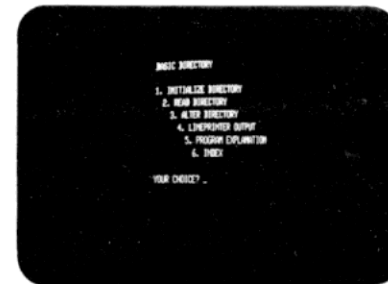 BASIC DIRECTORY
1. INITIALIZE DIRECTORY
2. READ DIRECTORY
3. ALTER DIRECTORY
4. LINEPRINTER OUTPUT
5. PROGRAM EXPLANATION
6. INDEX
YOUR CHOICE? _